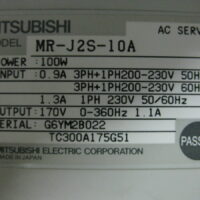 MITSUBISHI
AC SERV
MODEL MR-J2S-10A
POWER : 100W
INPUT : 0.9A 3PH+1PH200-230V 50H
3PH+1PH200-230V 60H
1.3A 1PH 230V 50/60Hz
OUTPUT: 170V 0-360Hz 1.1A
SERIAL: G6YM2B022
TC300A175G51
MITSUBISHI ELECTRIC CORPORATION
MADE IN JAPAN
PASS